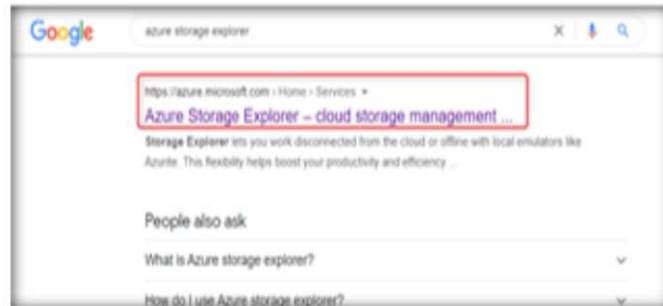 Google
azure storage explorer
https://azure.microsoft.com › Home › Services
Azure Storage Explorer – cloud storage management ...
Storage Explorer lets you work disconnected from the cloud or offline with local emulators like
Azurite. This flexibility helps boost your productivity and efficiency ...
People also ask
What is Azure storage explorer?
How do I use Azure storage explorer?